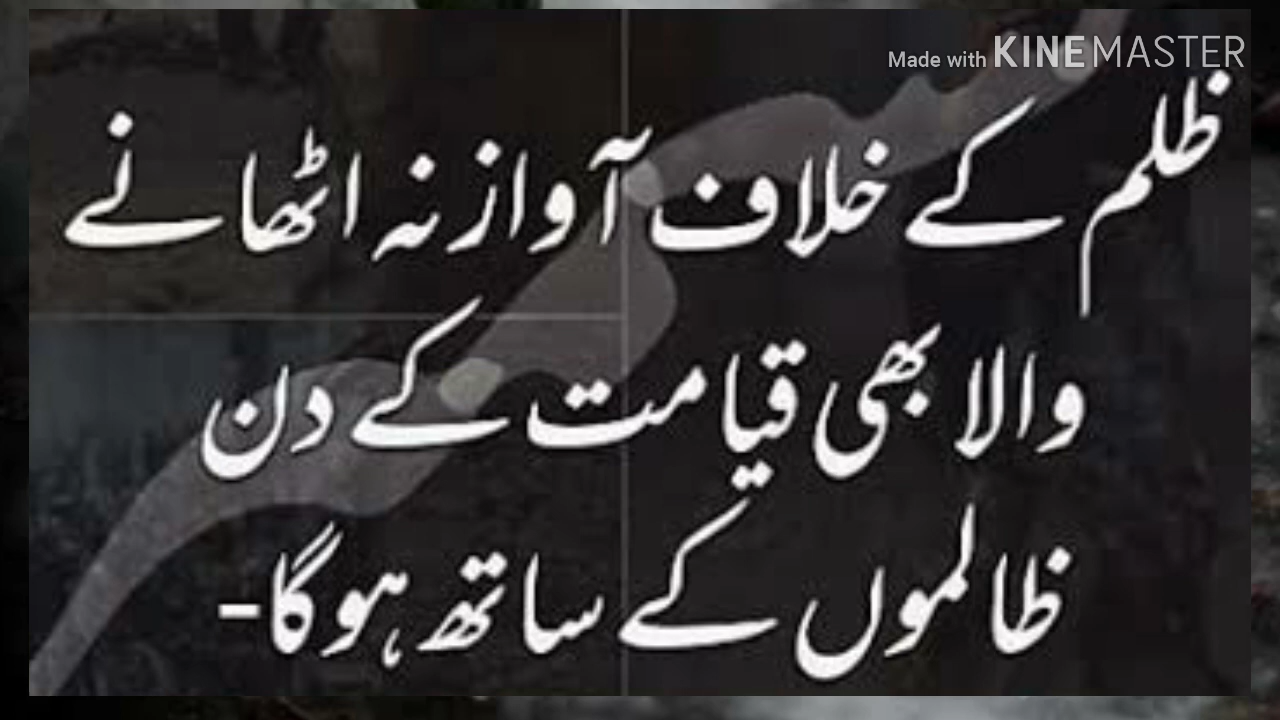 Made with KINEMASTER
ظلم کے خلاف آواز نہ اٹھانے
والا بھی قیامت کے دن
ظالموں کے ساتھ ہوگا-